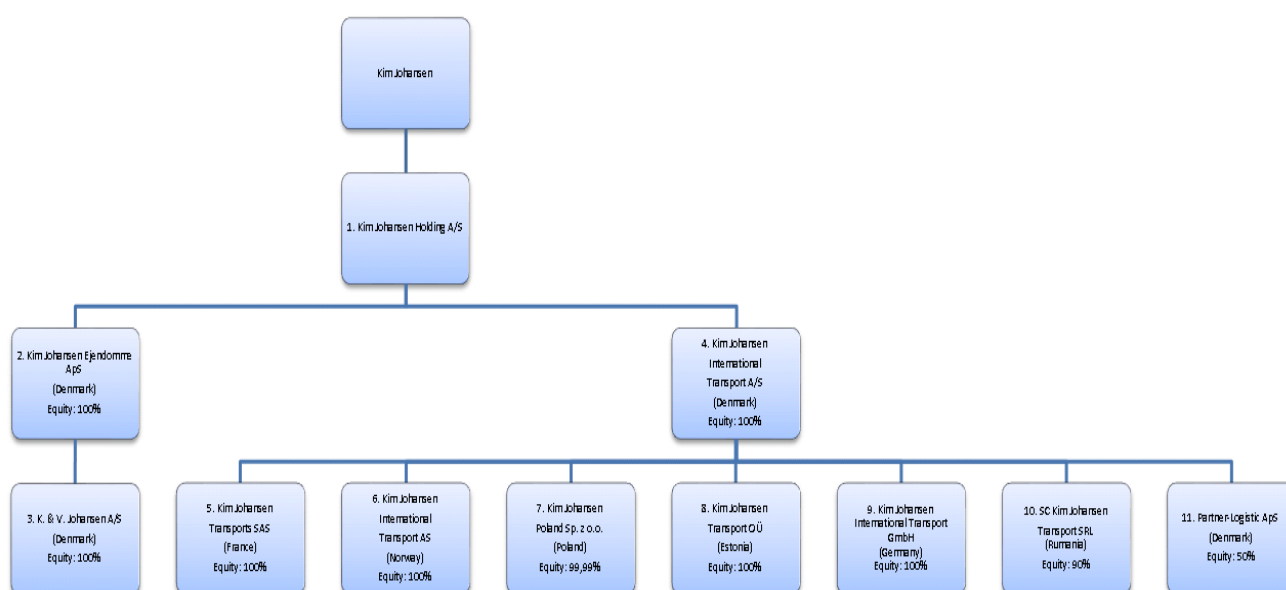 Kim Johansen
1. Kim Johansen Holding A/S
2. Kim Johansen Ejendomme
ApS
(Denmark)
Equity: 100%
4. Kim Johansen
International
Transport A/S
(Denmark)
Equity: 100%
3. K. & V. Johansen A/S
(Denmark)
Equity: 100%
5. Kim Johansen
Transports SAS
(France)
Equity: 100%
6. Kim Johansen
International
Transport AS
(Norway)
Equity: 100%
7. Kim Johansen
Poland Sp. z o.o.
(Poland)
Equity: 99,99%
8. Kim Johansen
Transport OÜ
(Estonia)
Equity: 100%
9. Kim Johansen
International Transport
GmbH
(Germany)
Equity: 100%
10. SC Kim Johansen
Transport SRL
(Rumania)
Equity: 90%
11. Partner-Logistic ApS
(Denmark)
Equity: 50%